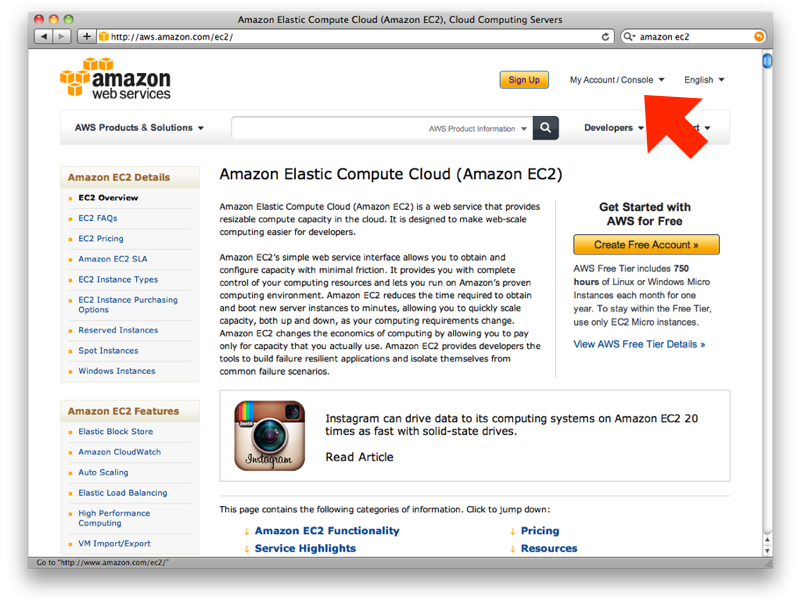 Amazon Elastic Compute Cloud (Amazon EC2), Cloud Computing Servers
http://aws.amazon.com/ec2/
amazon ec2
amazon
web services
Sign Up
My Account / Console
English
AWS Products & Solutions
AWS Product Information
Developers
Amazon EC2 Details
EC2 Overview
EC2 FAQs
EC2 Pricing
Amazon EC2 SLA
EC2 Instance Types
EC2 Instance Purchasing
Options
Reserved Instances
Spot Instances
Windows Instances
Amazon EC2 Features
Elastic Block Store
Amazon CloudWatch
Auto Scaling
Elastic Load Balancing
High Performance
Computing
VM Import/Export
Amazon Elastic Compute Cloud (Amazon EC2)
Amazon Elastic Compute Cloud (Amazon EC2) is a web service that provides
resizable compute capacity in the cloud. It is designed to make web-scale
computing easier for developers.
Amazon EC2's simple web service interface allows you to obtain and
configure capacity with minimal friction. It provides you with complete
control of your computing resources and lets you run on Amazon's proven
computing environment. Amazon EC2 reduces the time required to obtain
and boot new server instances to minutes, allowing you to quickly scale
capacity, both up and down, as your computing requirements change.
Amazon EC2 changes the economics of computing by allowing you to pay
only for capacity that you actually use. Amazon EC2 provides developers the
tools to build failure resilient applications and isolate themselves from
common failure scenarios.
Get Started with
AWS for Free
Create Free Account »
AWS Free Tier includes 750
hours of Linux or Windows Micro
Instances each month for one
year. To stay within the Free Tier,
use only EC2 Micro instances.
View AWS Free Tier Details »
Insta
Instagram
Instagram can drive data to its computing systems on Amazon EC2 20
times as fast with solid-state drives.
Read Article
This page contains the following categories of information. Click to jump down:
↓ Amazon EC2 Functionality
↓ Pricing
↓ Service Highlights
↓ Resources
Go to "http://www.amazon.com/ec2/"